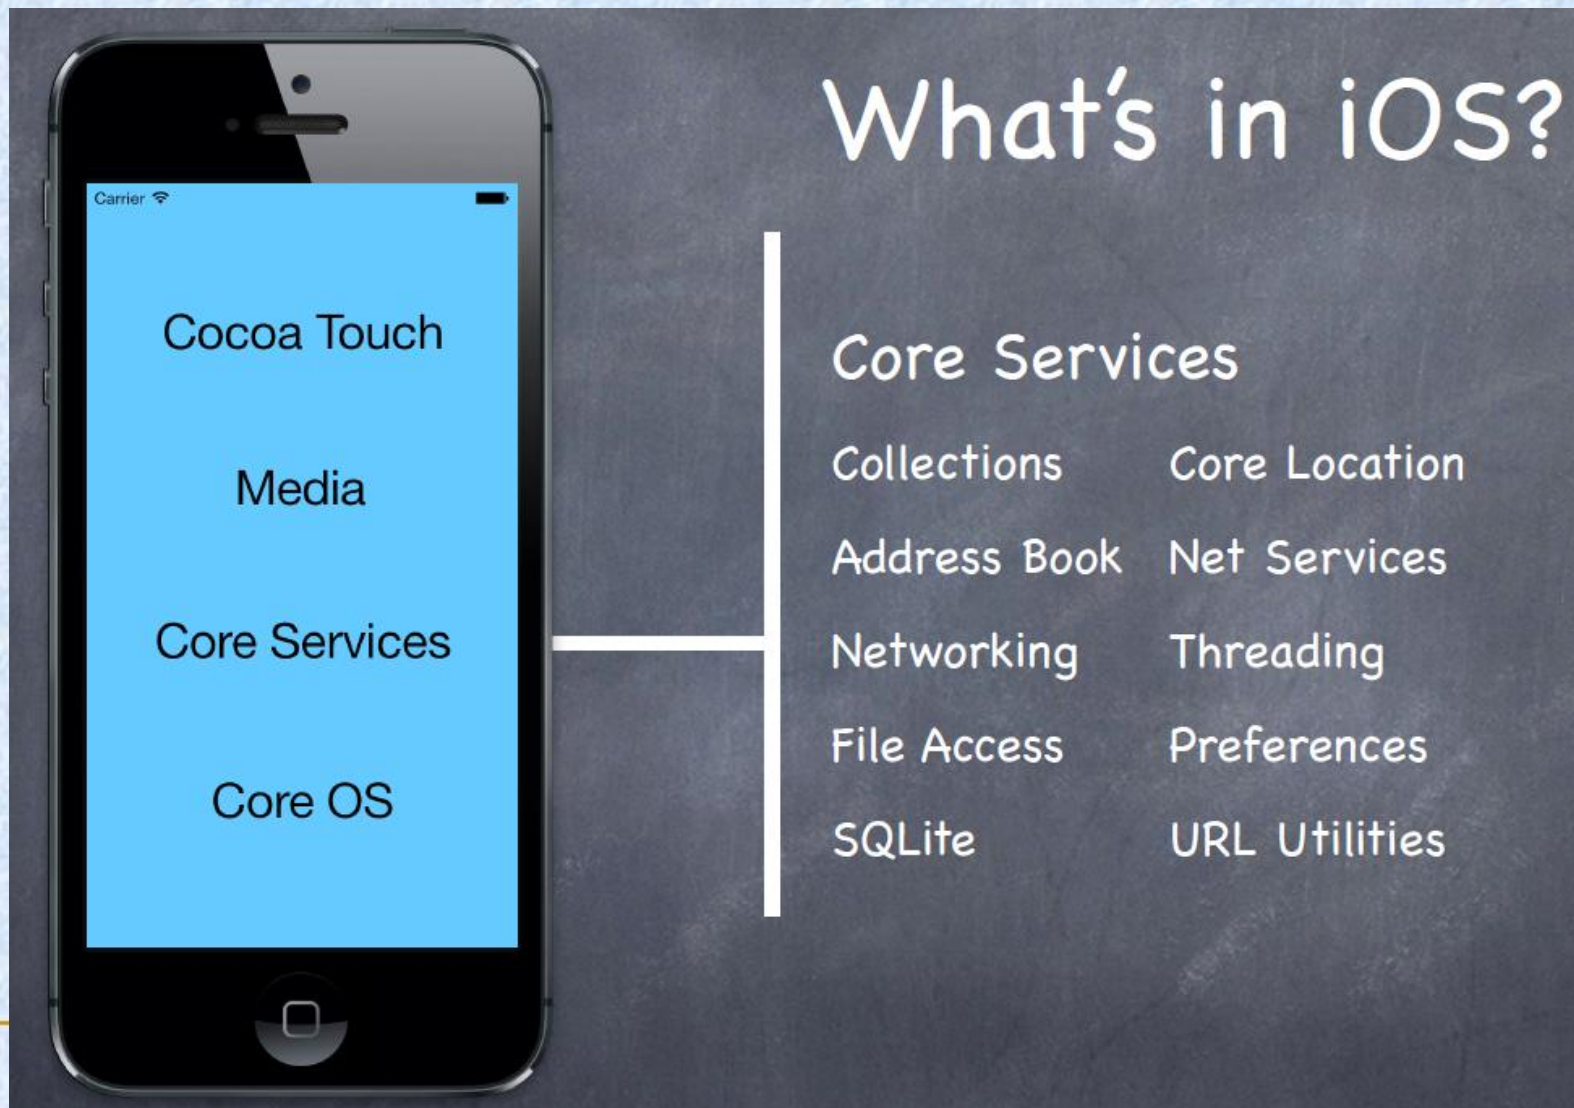 What's in iOS?
Carrier
Cocoa Touch
Media
Core Services
Core OS
Core Services
Collections Core Location
Address Book Net Services
Networking Threading
File Access Preferences
SQLite URL Utilities